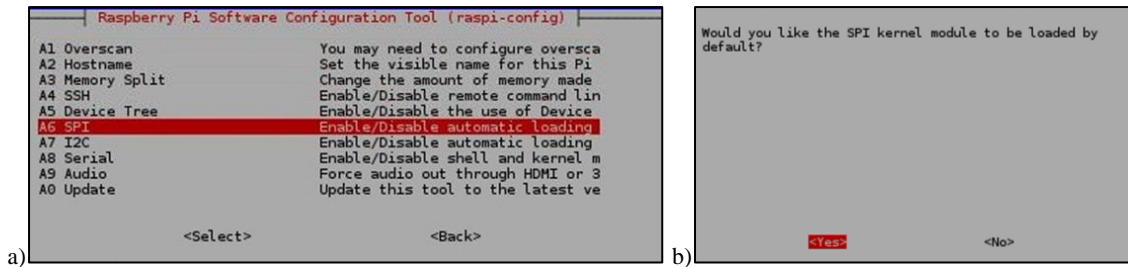 Raspberry Pi Software Configuration Tool (raspi-config)
A1 Overscan You may need to configure oversca
A2 Hostname Set the visible name for this Pi
A3 Memory Split Change the amount of memory made
A4 SSH Enable/Disable remote command lin
A5 Device Tree Enable/Disable the use of Device
A6 SPI Enable/Disable automatic loading
A7 I2C Enable/Disable automatic loading
A8 Serial Enable/Disable shell and kernel m
A9 Audio Force audio out through HDMI or 3
A0 Update Update this tool to the latest ve
<Select> <Back>
a)
Would you like the SPI kernel module to be loaded by
default?
<Yes> <No>
b)